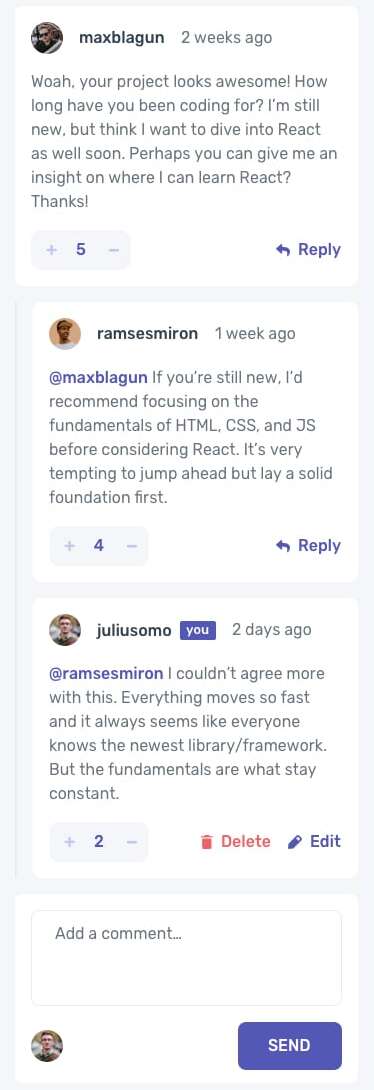 maxblagun 2 weeks ago
Woah, your project looks awesome! How
long have you been coding for? I’m still
new, but think I want to dive into React
as well soon. Perhaps you can give me an
insight on where I can learn React?
Thanks!
+ 5 − Reply
ramsesmiron 1 week ago
@maxblagun If you’re still new, I’d
recommend focusing on the
fundamentals of HTML, CSS, and JS
before considering React. It’s very
tempting to jump ahead but lay a solid
foundation first.
+ 4 − Reply
juliusomo you 2 days ago
@ramsesmiron I couldn’t agree more
with this. Everything moves so fast
and it always seems like everyone
knows the newest library/framework.
But the fundamentals are what stay
constant.
+ 2 − Delete Edit
Add a comment…
SEND